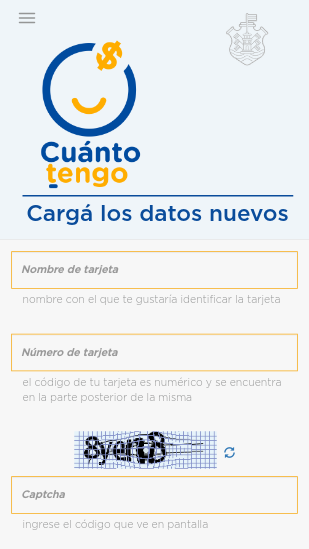 $
Cuánto
tengo
Cargá los datos nuevos
Nombre de tarjeta
nombre con el que te gustaría identificar la tarjeta
Número de tarjeta
el código de tu tarjeta es numérico y se encuentra
en la parte posterior de la misma
Captcha
ingrese el código que ve en pantalla